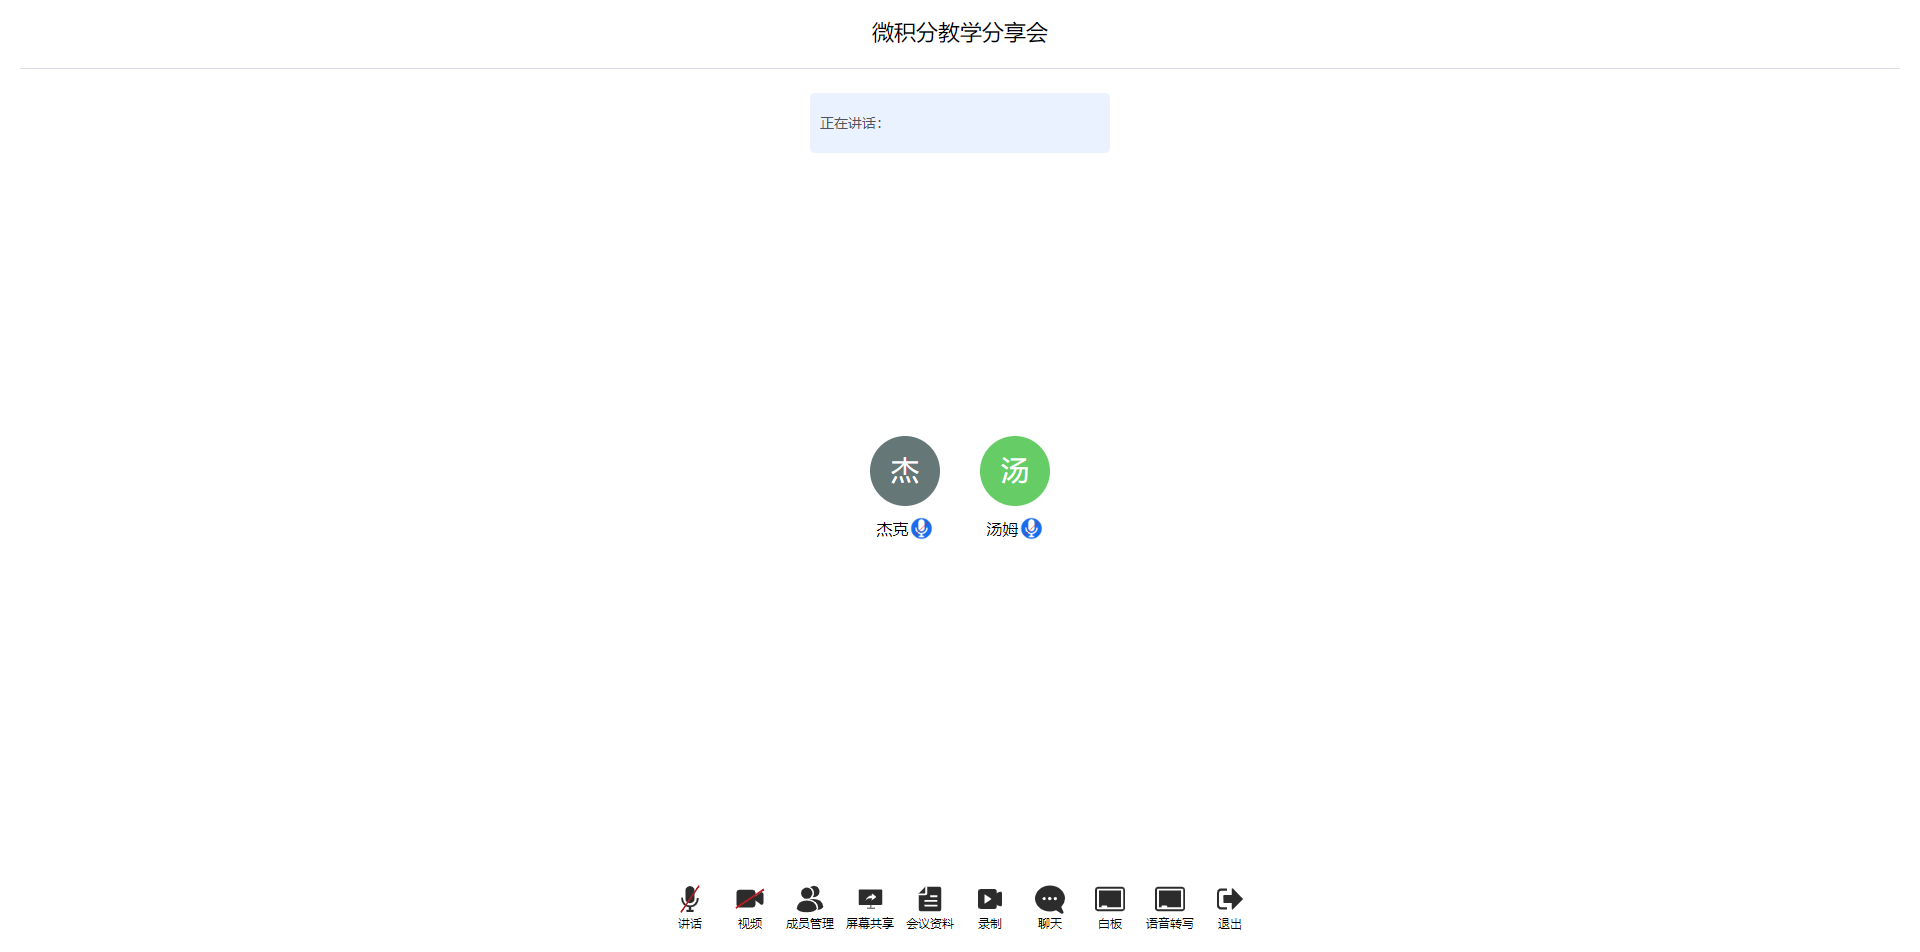 微积分教学分享会
正在讲话：
杰 汤
杰克 汤姆
讲话 视频 成员管理 屏幕共享 会议资料 录制 聊天 白板 语音转写 退出